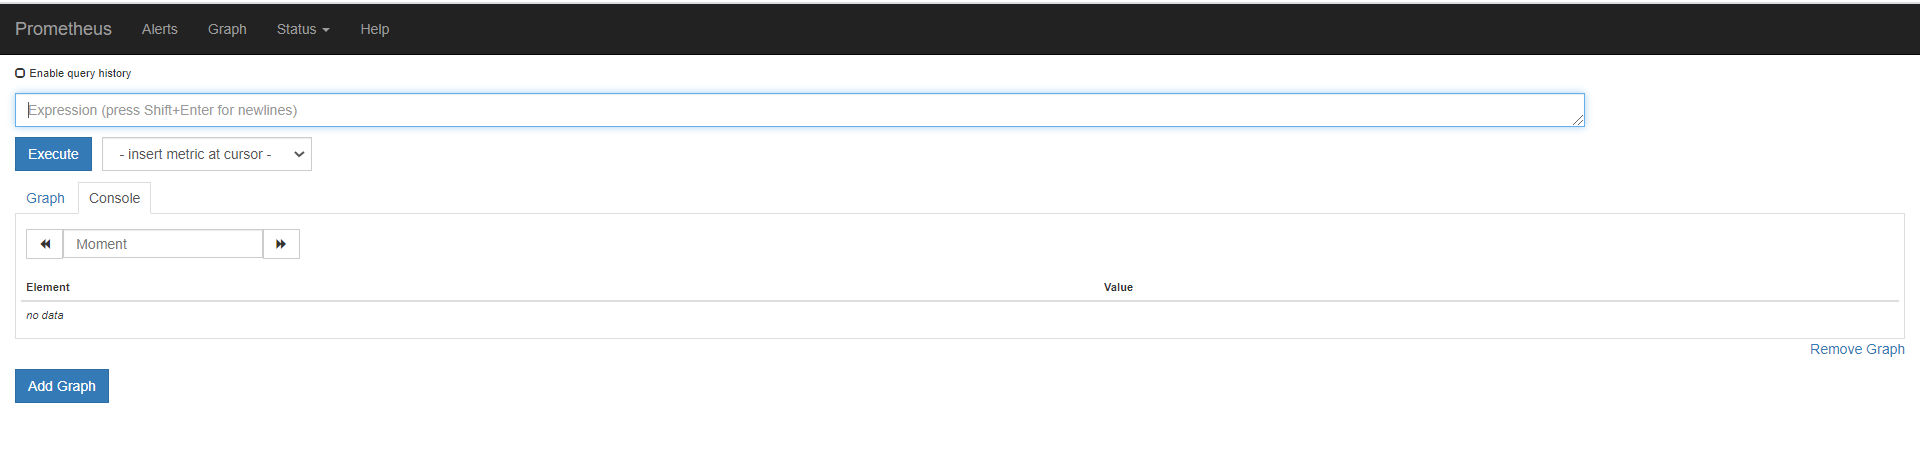 Prometheus Alerts Graph Status Help
Enable query history
Expression (press Shift+Enter for newlines)
Execute - insert metric at cursor -
Graph Console
Moment
Element Value
no data
Remove Graph
Add Graph